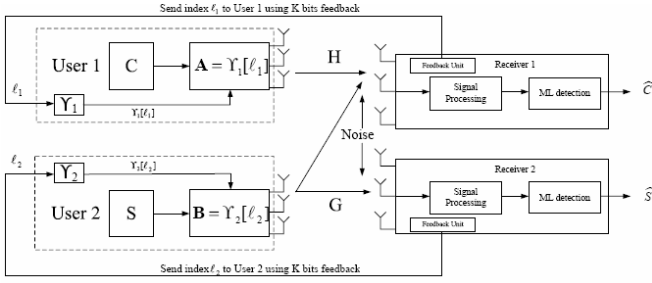 Send index ℓ₁ to User 1 using K bits feedback
User 1
C
A = ϒ₁[ℓ₁]
ℓ₁
ϒ₁
ϒ₁[ℓ₁]
H
Feedback Unit
Receiver 1
Signal Processing
ML detection
Ĉ
Noise
ℓ₂
ϒ₂
ϒ₂[ℓ₂]
User 2
S
B = ϒ₂[ℓ₂]
G
Receiver 2
Signal Processing
ML detection
Ŝ
Feedback Unit
Send index ℓ₂ to User 2 using K bits feedback